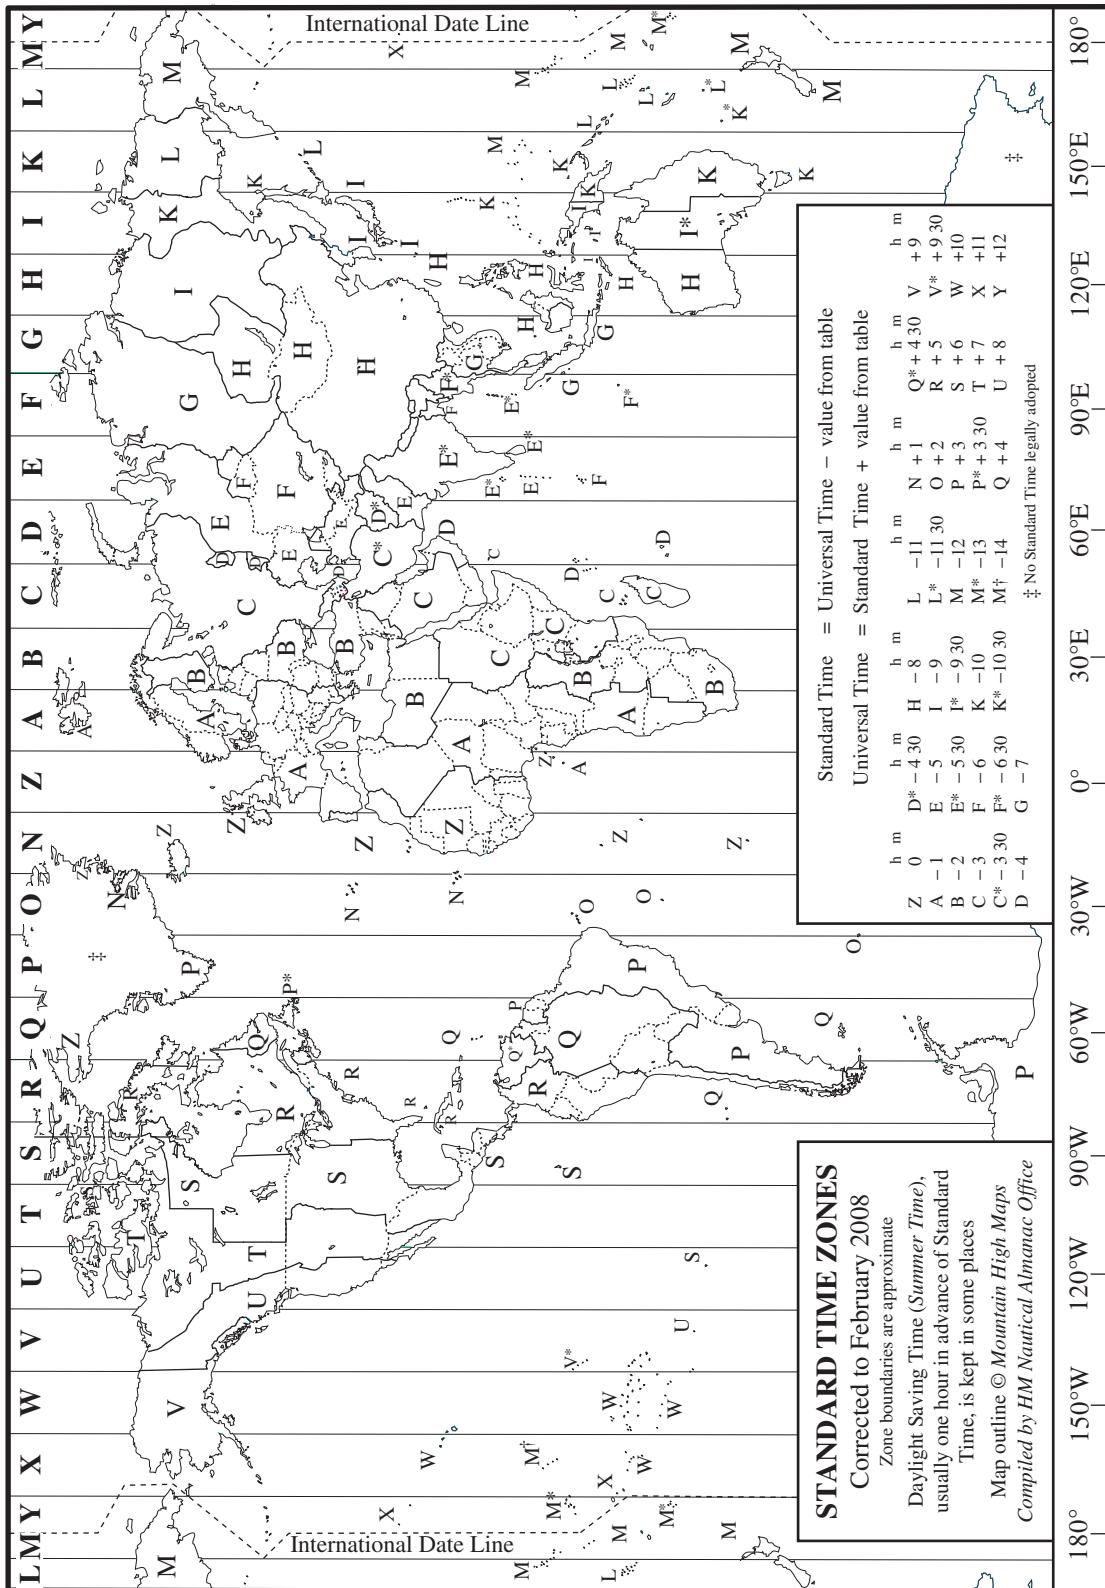 L M Y X W V U T S R Q P O N Z A B C D E F G H I K L M Y
International Date Line
International Date Line
M V T S T R Z ‡ P N Z Z Z A A B C D E F G H I K L M
U T S R R Q P* N Z A B B C D E F H H I K L I
X W R S S R R Q N Z A B C C* D* E H G H I K M X
M* M† V* W W X S S R Q* Q P P O O Z A B C C D E* F F* G H I K L M M*
M L M M* W U S Q P Q O Z Z A B C D F H I* K K L* K* M M
P ‡
STANDARD TIME ZONES
Corrected to February 2008
Zone boundaries are approximate
Daylight Saving Time (Summer Time),
usually one hour in advance of Standard
Time, is kept in some places
Map outline © Mountain High Maps
Compiled by HM Nautical Almanac Office
Standard Time = Universal Time − value from table
Universal Time = Standard Time + value from table
h m h m h m h m h m h m h m
Z 0 D* − 4 30 H − 8 L −11 N + 1 Q* + 4 30 V + 9
A − 1 E − 5 I − 9 L* −11 30 O + 2 R + 5 V* + 9 30
B − 2 E* − 5 30 I* − 9 30 M −12 P + 3 S + 6 W +10
C − 3 F − 6 K −10 M* −13 P* + 3 30 T + 7 X +11
C* − 3 30 F* − 6 30 K* −10 30 M† −14 Q + 4 U + 8 Y +12
D − 4 G − 7 ‡ No Standard Time legally adopted
180° 150°W 120°W 90°W 60°W 30°W 0° 30°E 60°E 90°E 120°E 150°E 180°